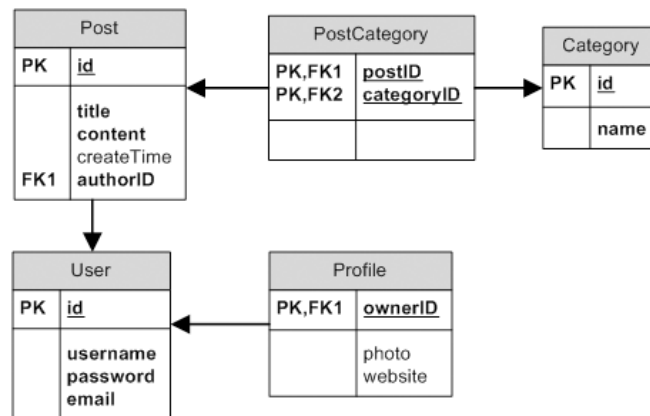 Post
PK id
title
content
createTime
FK1 authorID
PostCategory
PK,FK1 postID
PK,FK2 categoryID
Category
PK id
name
User
PK id
username
password
email
Profile
PK,FK1 ownerID
photo
website